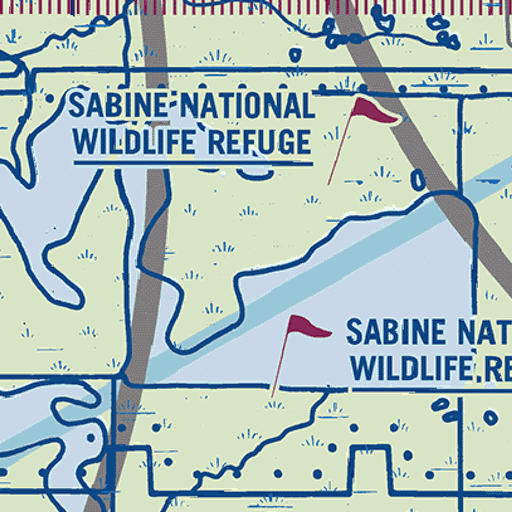 SABINE NATIONAL
WILDLIFE REFUGE
SABINE NAT
WILDLIFE RE